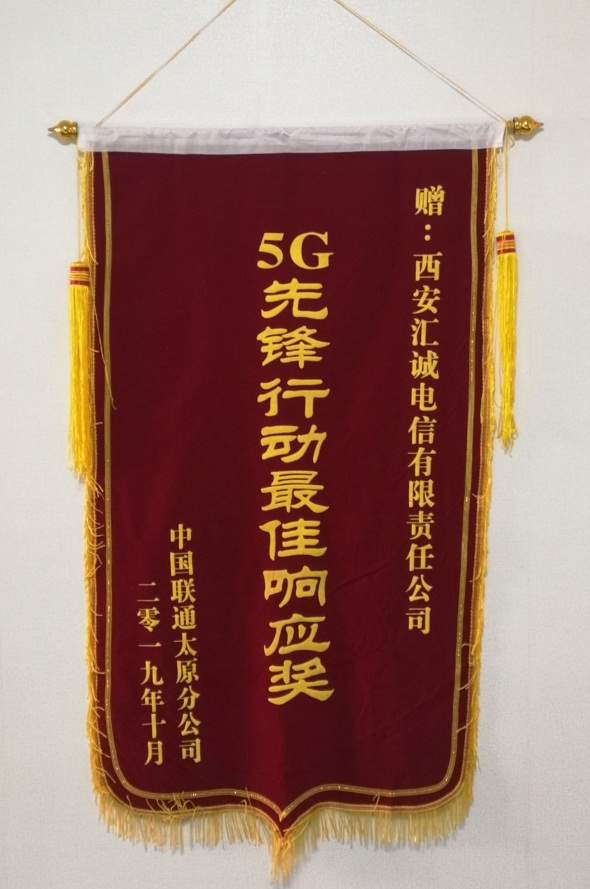 赠：西安汇诚电信有限责任公司
5G先锋行动最佳响应奖
中国联通太原分公司
二零一九年十月